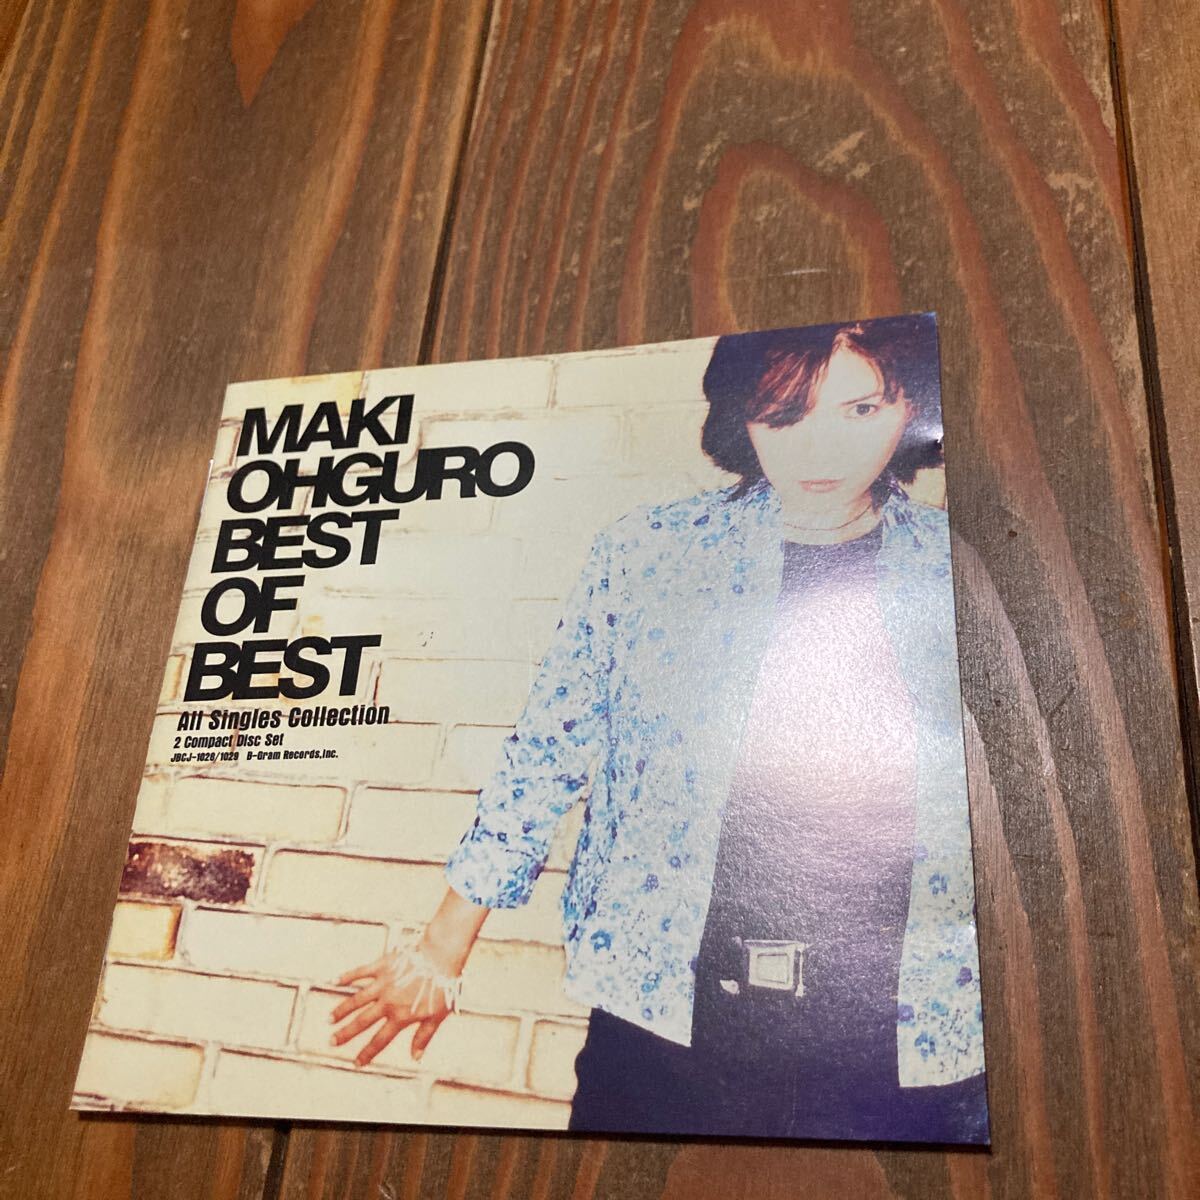 MAKI
OHGURO
BEST
OF
BEST
All Singles Collection
2 Compact Disc Set
JBCJ-1028/1029 B-Gram Records,Inc.